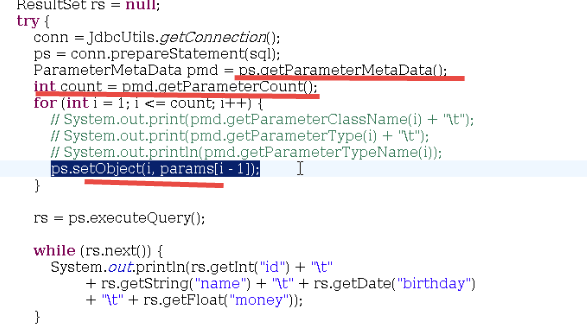 ResultSet rs = null;
try {
conn = JdbcUtils.getConnection();
ps = conn.prepareStatement(sql);
ParameterMetaData pmd = ps.getParameterMetaData();
int count = pmd.getParameterCount();
for (int i = 1; i <= count; i++) {
// System.out.print(pmd.getParameterClassName(i) + "\t");
// System.out.print(pmd.getParameterType(i) + "\t");
// System.out.println(pmd.getParameterTypeName(i));
ps.setObject(i, params[i - 1]);
}
rs = ps.executeQuery();
while (rs.next()) {
System.out.println(rs.getInt("id") + "\t"
+ rs.getString("name") + "\t" + rs.getDate("birthday")
+ "\t" + rs.getFloat("money"));
}